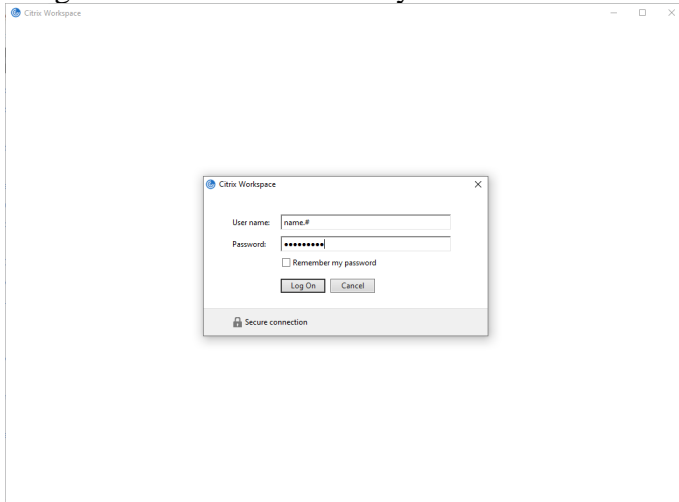 Citrix Workspace
Citrix Workspace
User name: name.#
Password: •••••••••
Remember my password
Log On Cancel
Secure connection